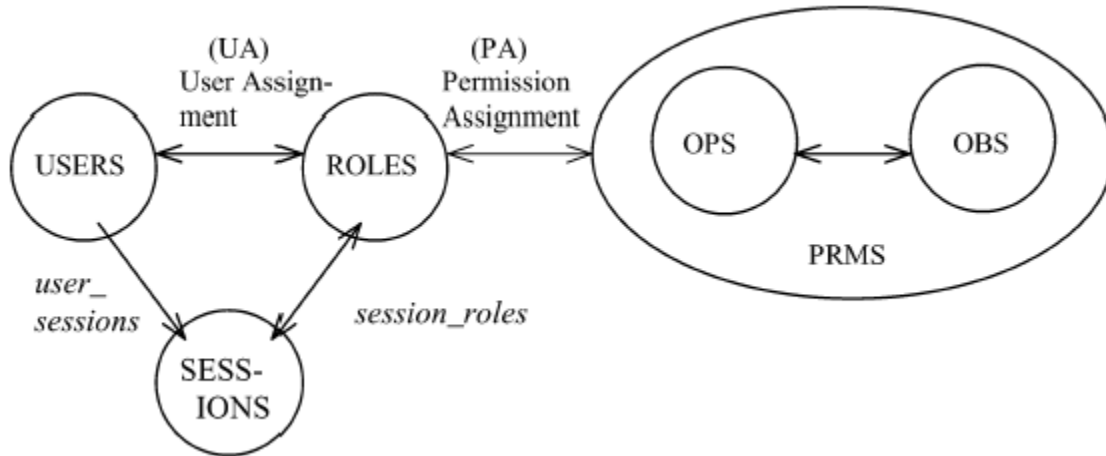 (UA)
User Assign-
ment
(PA)
Permission
Assignment
USERS
ROLES
OPS
OBS
PRMS
user_
sessions
session_roles
SESS-
IONS